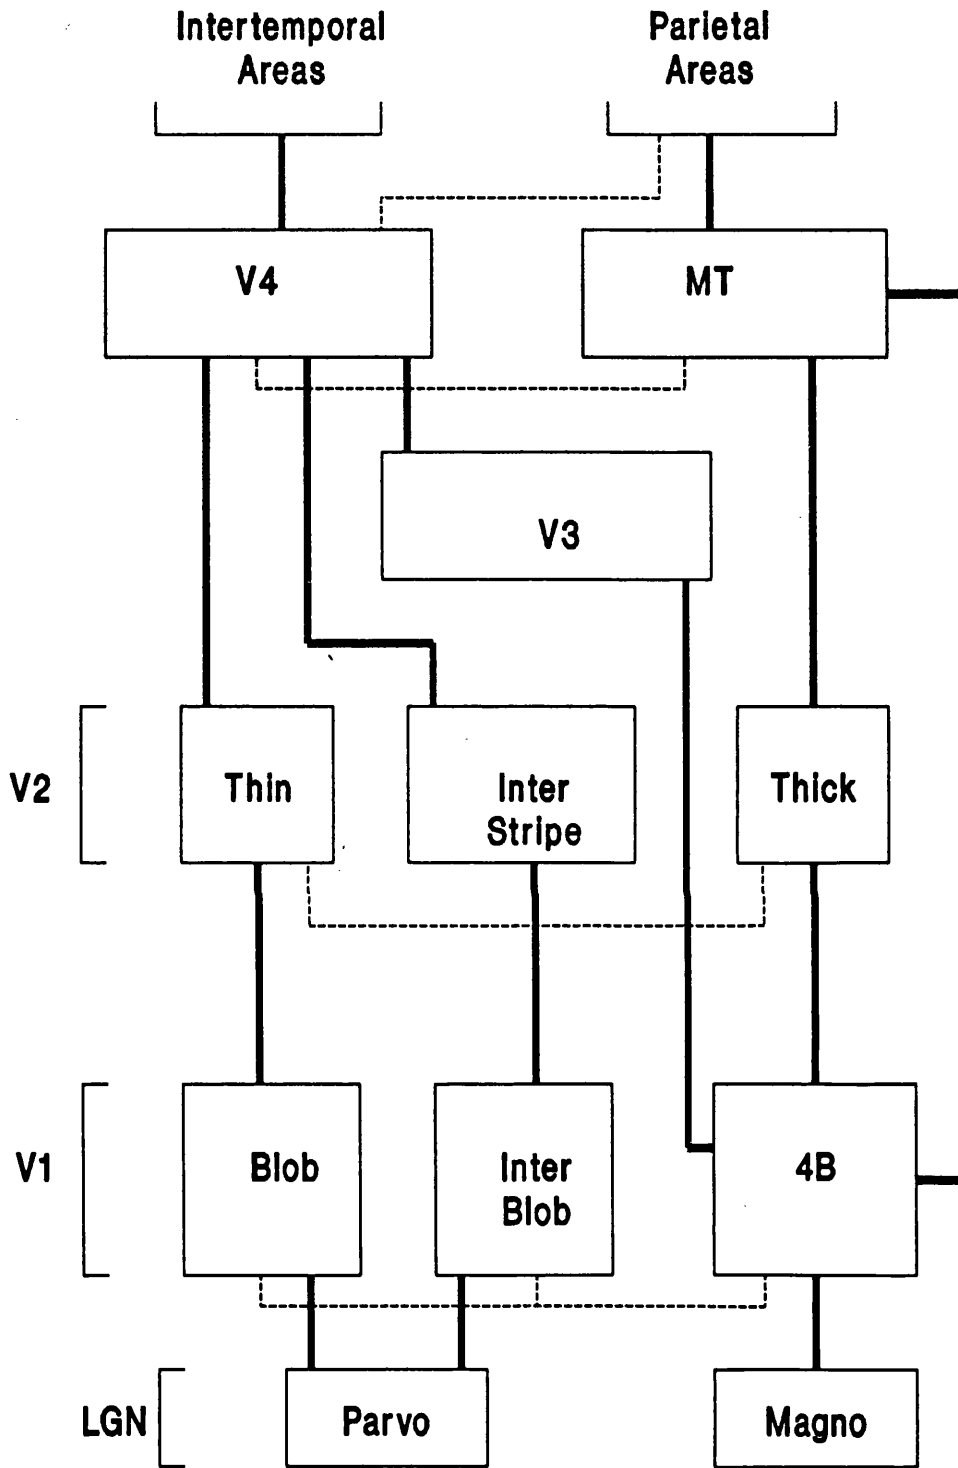 Intertemporal
Areas
Parietal
Areas
V4
MT
V3
V2
Thin
Inter
Stripe
Thick
V1
Blob
Inter
Blob
4B
LGN
Parvo
Magno